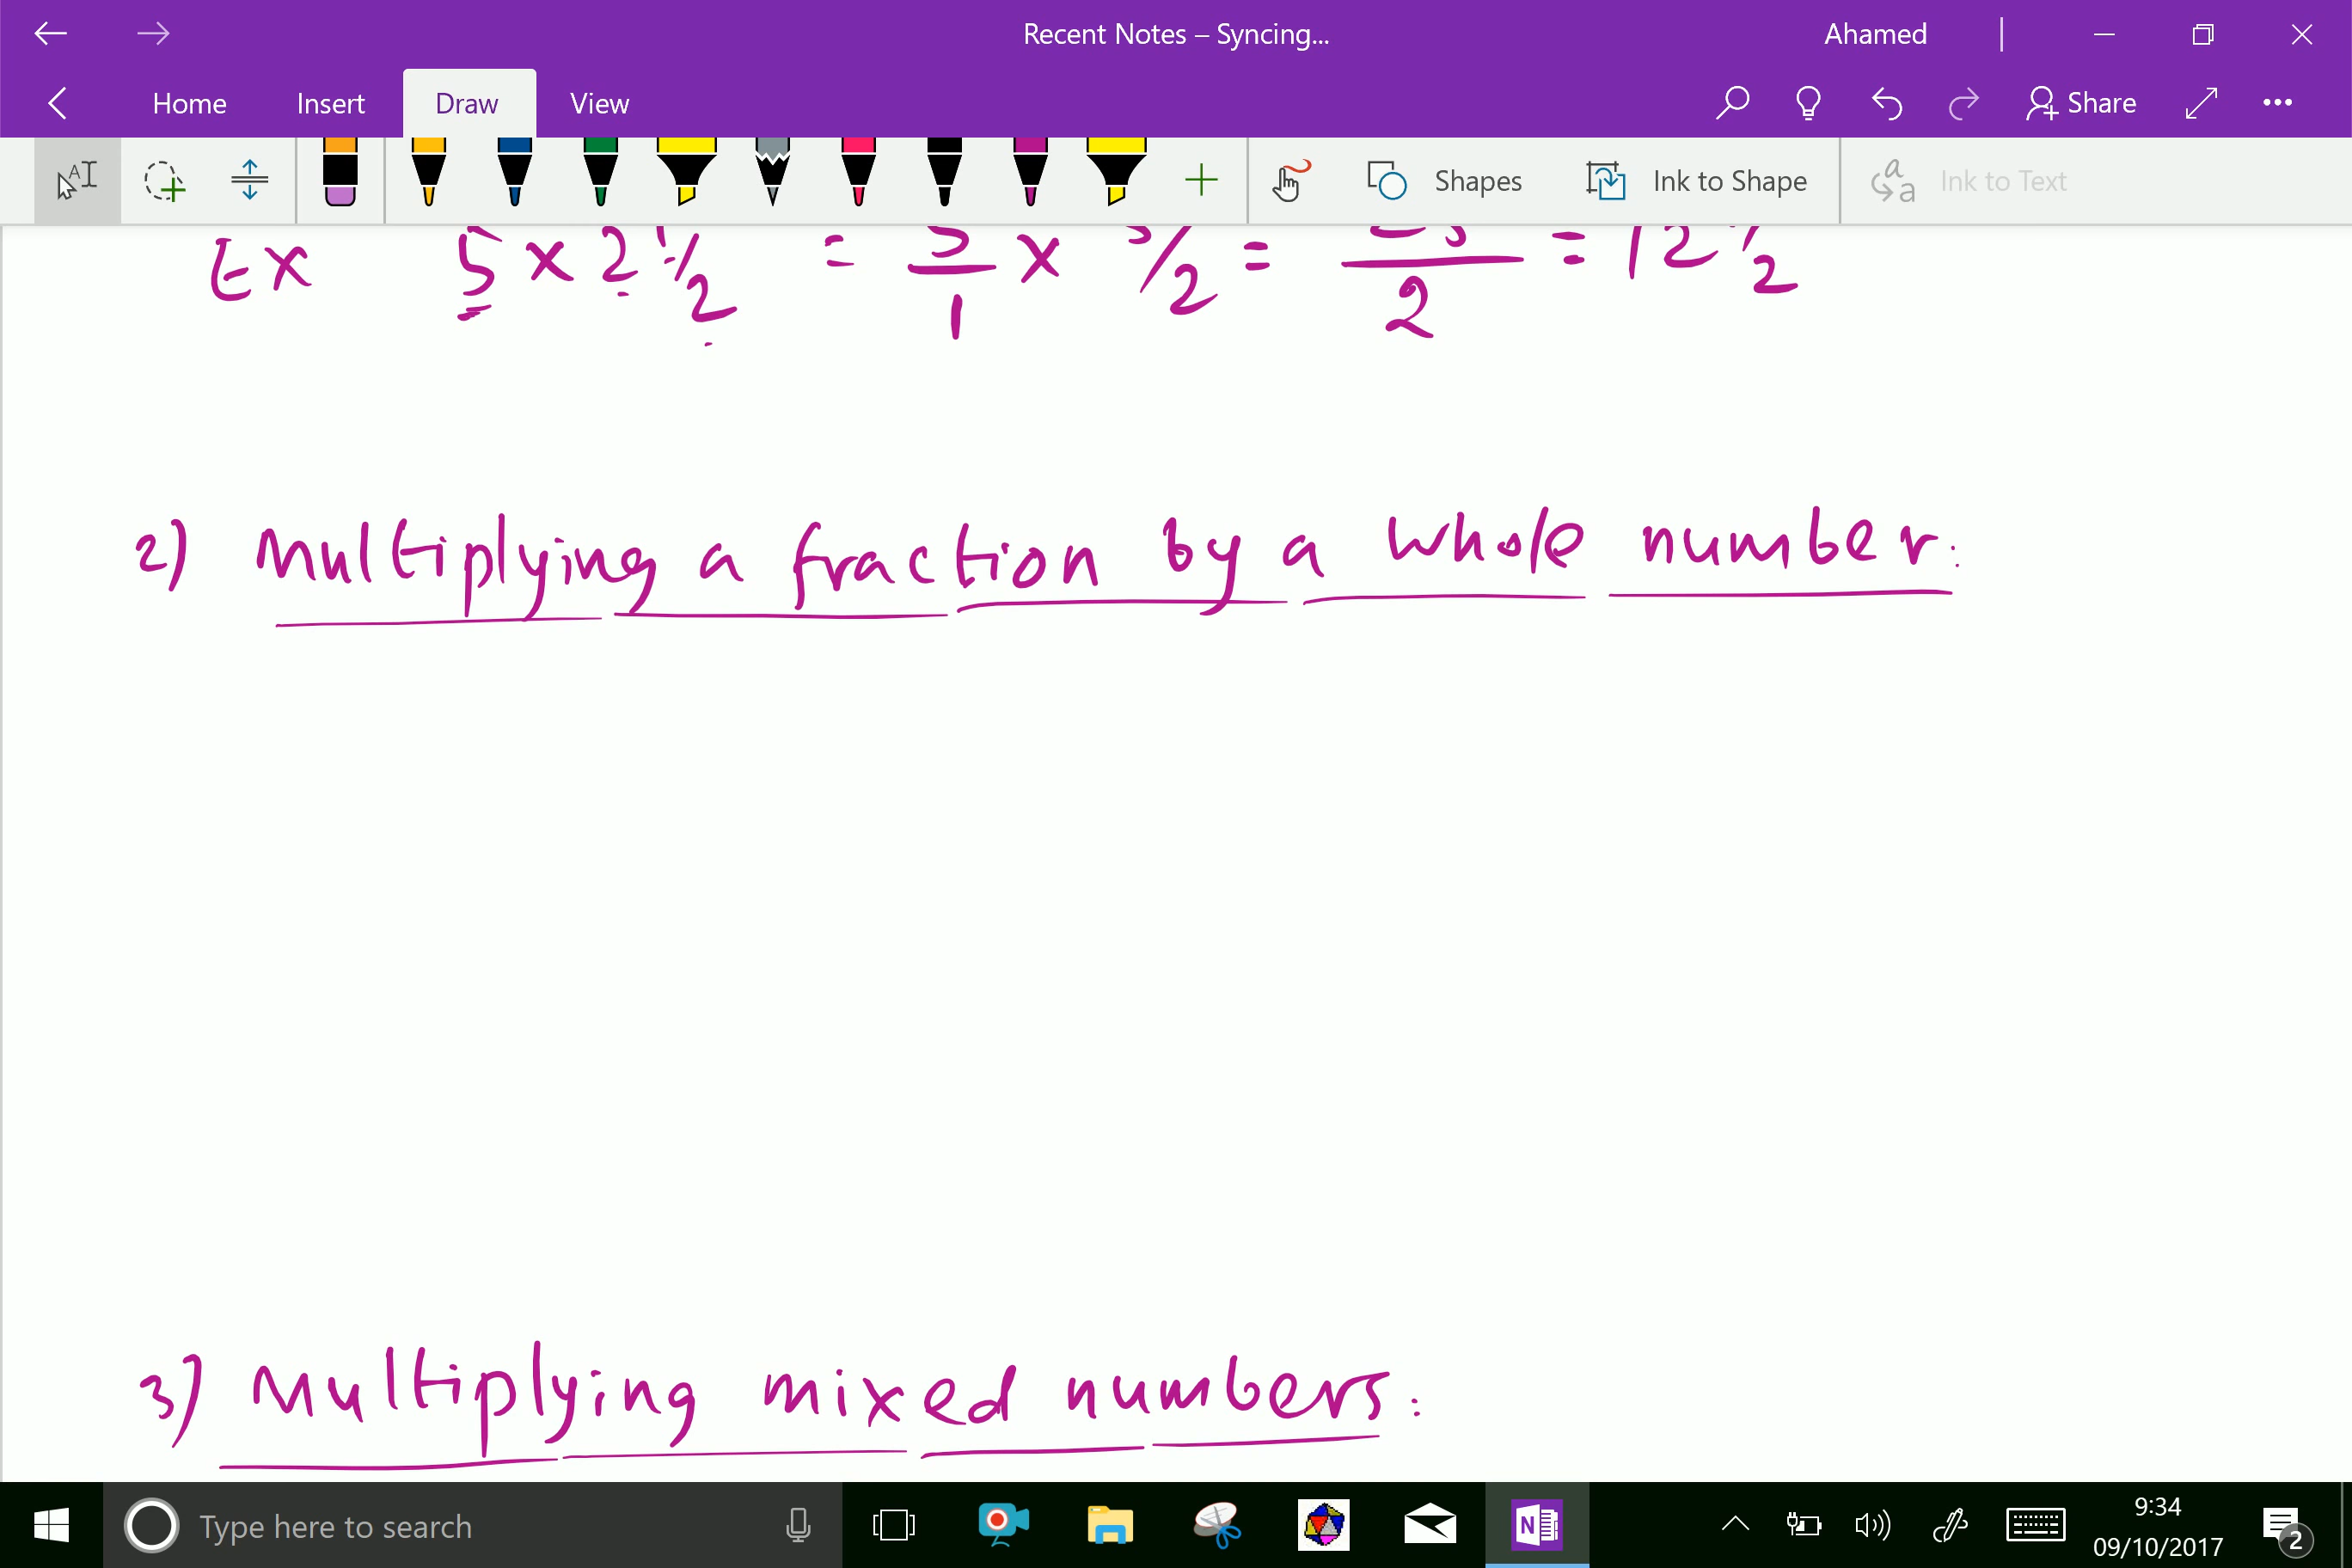 Recent Notes – Syncing...
Ahamed
Home Insert Draw View
Share
Shapes Ink to Shape Ink to Text
Ex 5 x 2 1/2 = 5/1 x 5/2 = 25/2 = 12 1/2
2) Multiplying a fraction by a whole number:
3) Multiplying mixed numbers:
Type here to search
9:34
09/10/2017
2